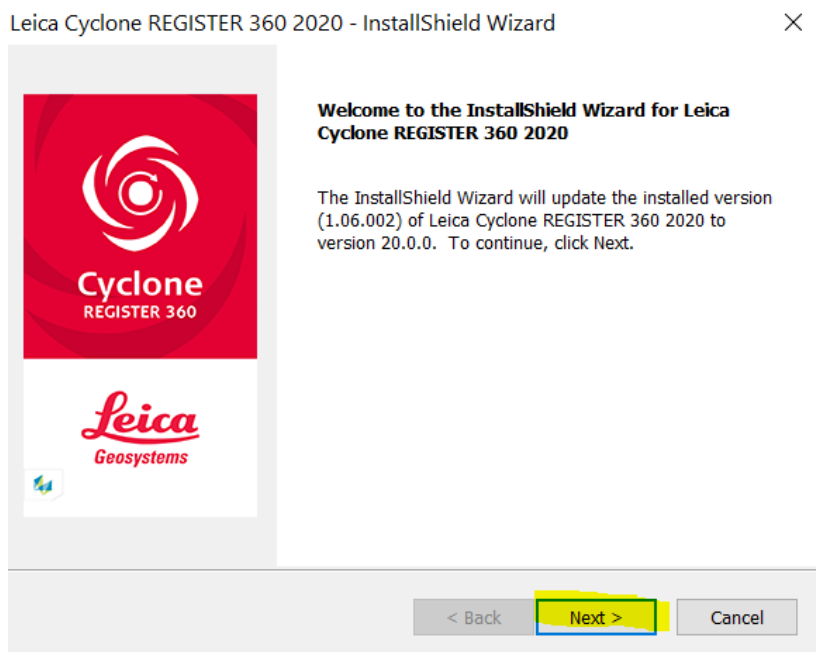 Leica Cyclone REGISTER 360 2020 - InstallShield Wizard
Welcome to the InstallShield Wizard for Leica
Cyclone REGISTER 360 2020
The InstallShield Wizard will update the installed version
(1.06.002) of Leica Cyclone REGISTER 360 2020 to
version 20.0.0.  To continue, click Next.
Cyclone
REGISTER 360
Leica
Geosystems
< Back
Next >
Cancel